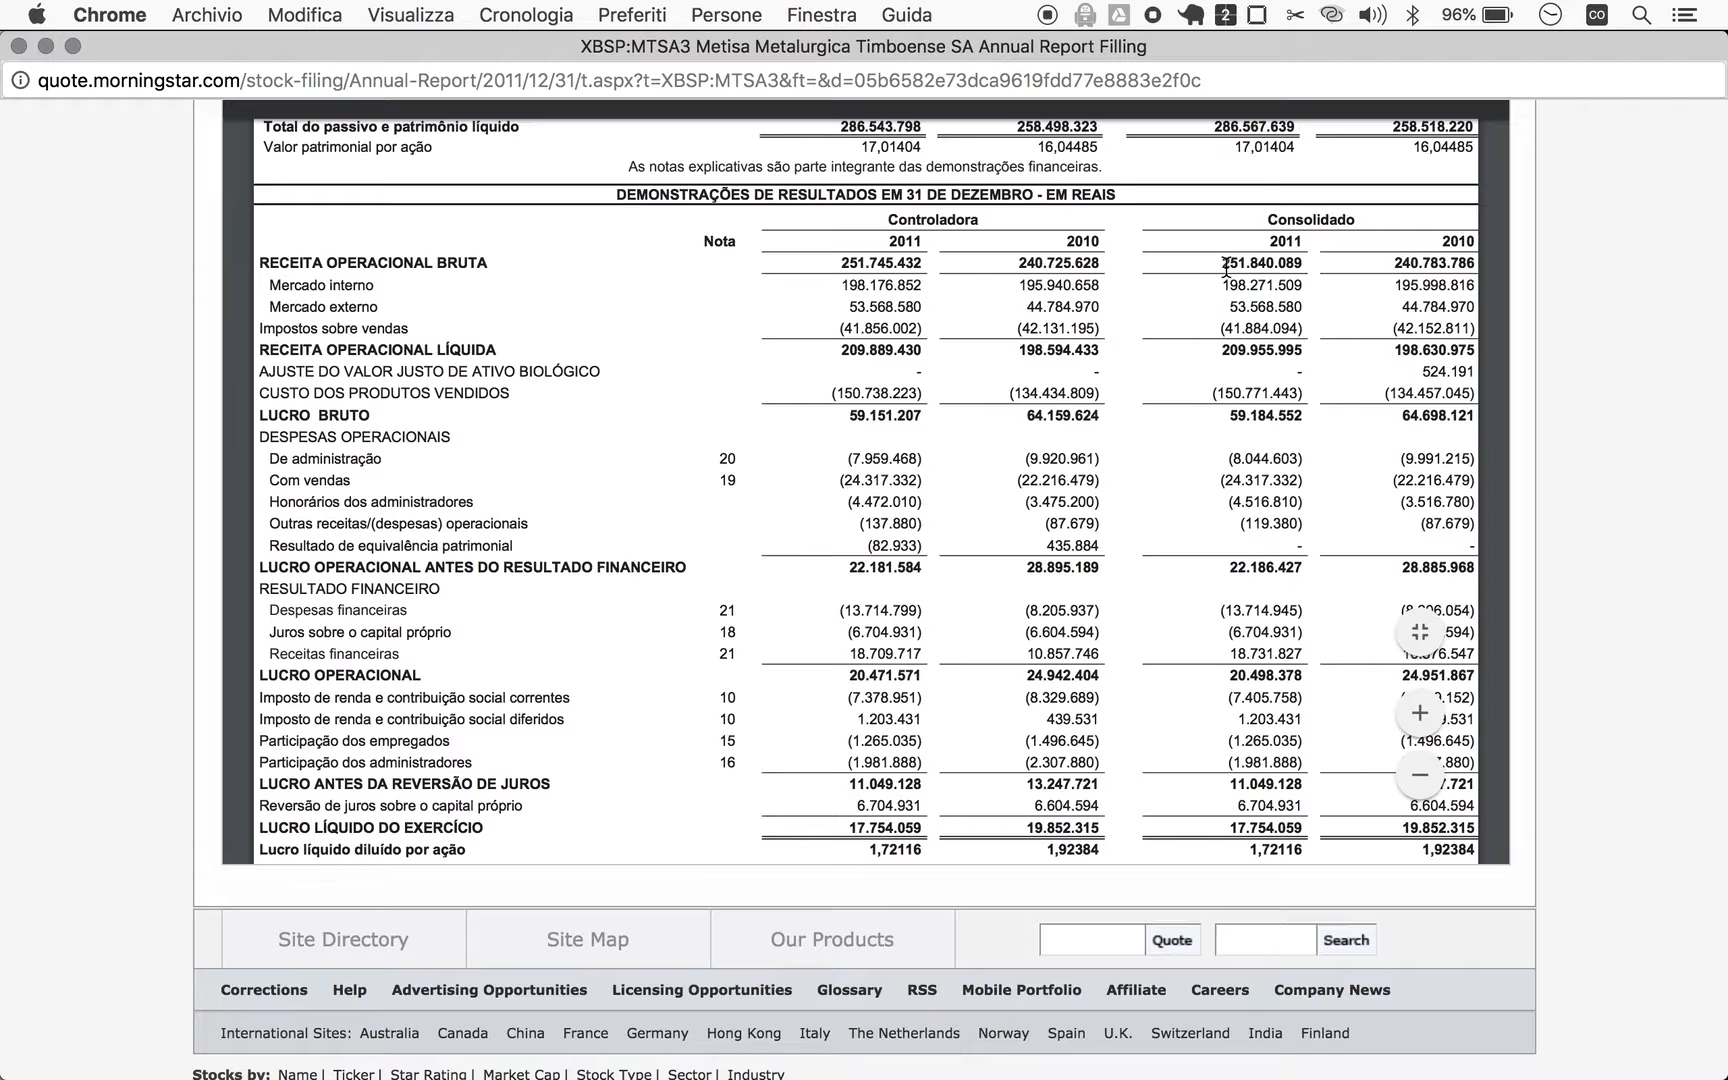 Chrome Archivio Modifica Visualizza Cronologia Preferiti Persone Finestra Guida 2 96% CO
XBSP:MTSA3 Metisa Metalurgica Timboense SA Annual Report Filling
quote.morningstar.com/stock-filing/Annual-Report/2011/12/31/t.aspx?t=XBSP:MTSA3&ft=&d=05b6582e73dca9619fdd77e8883e2f0c
Total do passivo e patrimônio líquido 286.543.798 258.498.323 286.567.639 258.518.220
Valor patrimonial por ação 17,01404 16,04485 17,01404 16,04485
As notas explicativas são parte integrante das demonstrações financeiras.
DEMONSTRAÇÕES DE RESULTADOS EM 31 DE DEZEMBRO - EM REAIS
Controladora Consolidado
Nota 2011 2010 2011 2010
RECEITA OPERACIONAL BRUTA 251.745.432 240.725.628 251.840.089 240.783.786
Mercado interno 198.176.852 195.940.658 198.271.509 195.998.816
Mercado externo 53.568.580 44.784.970 53.568.580 44.784.970
Impostos sobre vendas (41.856.002) (42.131.195) (41.884.094) (42.152.811)
RECEITA OPERACIONAL LÍQUIDA 209.889.430 198.594.433 209.955.995 198.630.975
AJUSTE DO VALOR JUSTO DE ATIVO BIOLÓGICO - - - 524.191
CUSTO DOS PRODUTOS VENDIDOS (150.738.223) (134.434.809) (150.771.443) (134.457.045)
LUCRO BRUTO 59.151.207 64.159.624 59.184.552 64.698.121
DESPESAS OPERACIONAIS
De administração 20 (7.959.468) (9.920.961) (8.044.603) (9.991.215)
Com vendas 19 (24.317.332) (22.216.479) (24.317.332) (22.216.479)
Honorários dos administradores (4.472.010) (3.475.200) (4.516.810) (3.516.780)
Outras receitas/(despesas) operacionais (137.880) (87.679) (119.380) (87.679)
Resultado de equivalência patrimonial (82.933) 435.884 - -
LUCRO OPERACIONAL ANTES DO RESULTADO FINANCEIRO 22.181.584 28.895.189 22.186.427 28.885.968
RESULTADO FINANCEIRO
Despesas financeiras 21 (13.714.799) (8.205.937) (13.714.945)
Juros sobre o capital próprio 18 (6.704.931) (6.604.594) (6.704.931) 594)
Receitas financeiras 21 18.709.717 10.857.746 18.731.827
LUCRO OPERACIONAL 20.471.571 24.942.404 20.498.378 24.951.867
Imposto de renda e contribuição social correntes 10 (7.378.951) (8.329.689) (7.405.758) .152)
Imposto de renda e contribuição social diferidos 10 1.203.431 439.531 1.203.431 .531
Participação dos empregados 15 (1.265.035) (1.496.645) (1.265.035) (1.496.645)
Participação dos administradores 16 (1.981.888) (2.307.880) (1.981.888) .880)
LUCRO ANTES DA REVERSÃO DE JUROS 11.049.128 13.247.721 11.049.128 7.721
Reversão de juros sobre o capital próprio 6.704.931 6.604.594 6.704.931 6.604.594
LUCRO LÍQUIDO DO EXERCÍCIO 17.754.059 19.852.315 17.754.059 19.852.315
Lucro líquido diluído por ação 1,72116 1,92384 1,72116 1,92384
Site Directory Site Map Our Products Quote Search
Corrections Help Advertising Opportunities Licensing Opportunities Glossary RSS Mobile Portfolio Affiliate Careers Company News
International Sites: Australia Canada China France Germany Hong Kong Italy The Netherlands Norway Spain U.K. Switzerland India Finland
Stocks by: Name | Ticker | Star Rating | Market Cap | Stock Type | Sector | Industry